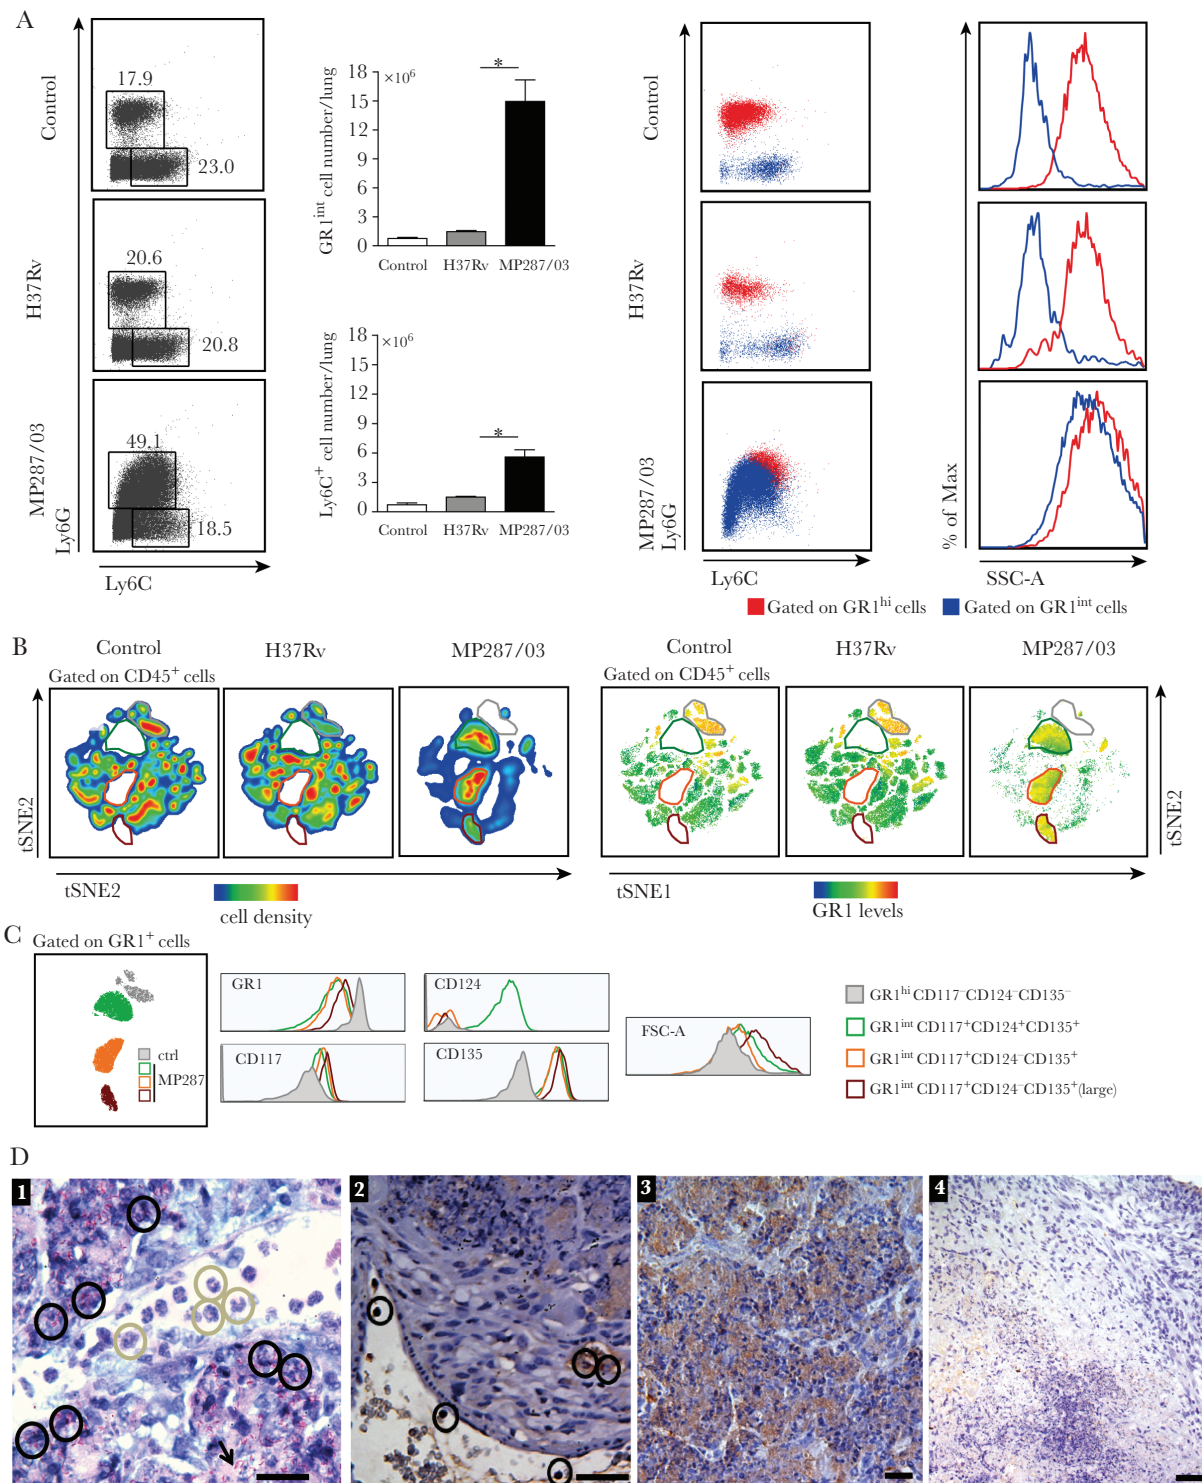 A
Control
17.9
23.0
H37Rv
20.6
20.8
MP287/03
Ly6G
49.1
18.5
Ly6C
GR1int cell number/lung
×10⁶
18
15
12
9
6
3
0
*
Control H37Rv MP287/03
Ly6C⁺ cell number/lung
×10⁶
18
15
12
9
6
3
0
*
Control H37Rv MP287/03
Control
H37Rv
MP287/03
Ly6G
Ly6C
% of Max
SSC-A
Gated on GR1hi cells Gated on GR1int cells
B
Control H37Rv MP287/03
Gated on CD45⁺ cells
tSNE2
tSNE2
cell density
Control H37Rv MP287/03
Gated on CD45⁺ cells
tSNE2
tSNE1
GR1 levels
C
Gated on GR1⁺ cells
ctrl
MP287
GR1
CD124
CD117
CD135
FSC-A
GR1hi CD117⁻CD124⁻CD135⁻
GR1int CD117⁺CD124⁺CD135⁺
GR1int CD117⁺CD124⁻CD135⁺
GR1int CD117⁺CD124⁻CD135⁺(large)
D
1
2
3
4